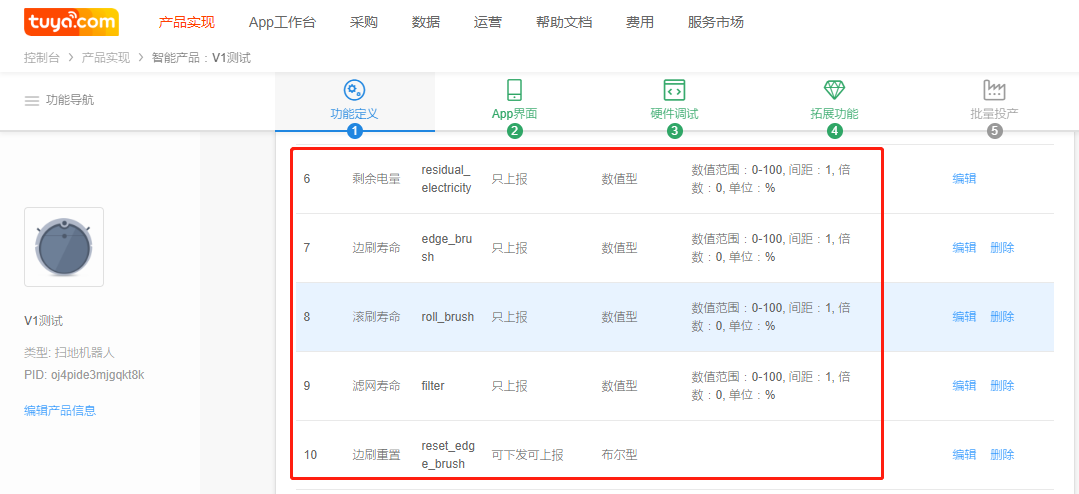 tuya.com 产品实现 App工作台 采购 数据 运营 帮助文档 费用 服务市场
控制台 > 产品实现 > 智能产品：V1测试
功能导航
功能定义 App界面 硬件调试 拓展功能 批量投产
1 2 3 4 5
6 剩余电量 residual_ 只上报 数值型 数值范围：0-100, 间距：1, 倍 编辑
electricity 数：0, 单位：%
7 边刷寿命 edge_bru 只上报 数值型 数值范围：0-100, 间距：1, 倍 编辑 删除
sh 数：0, 单位：%
8 滚刷寿命 roll_brush 只上报 数值型 数值范围：0-100, 间距：1, 倍 编辑 删除
数：0, 单位：%
9 滤网寿命 filter 只上报 数值型 数值范围：0-100, 间距：1, 倍 编辑 删除
数：0, 单位：%
10 边刷重置 reset_edg 可下发可上报 布尔型 编辑 删除
e_brush
V1测试
类型: 扫地机器人
PID: oj4pide3mjgqkt8k
编辑产品信息